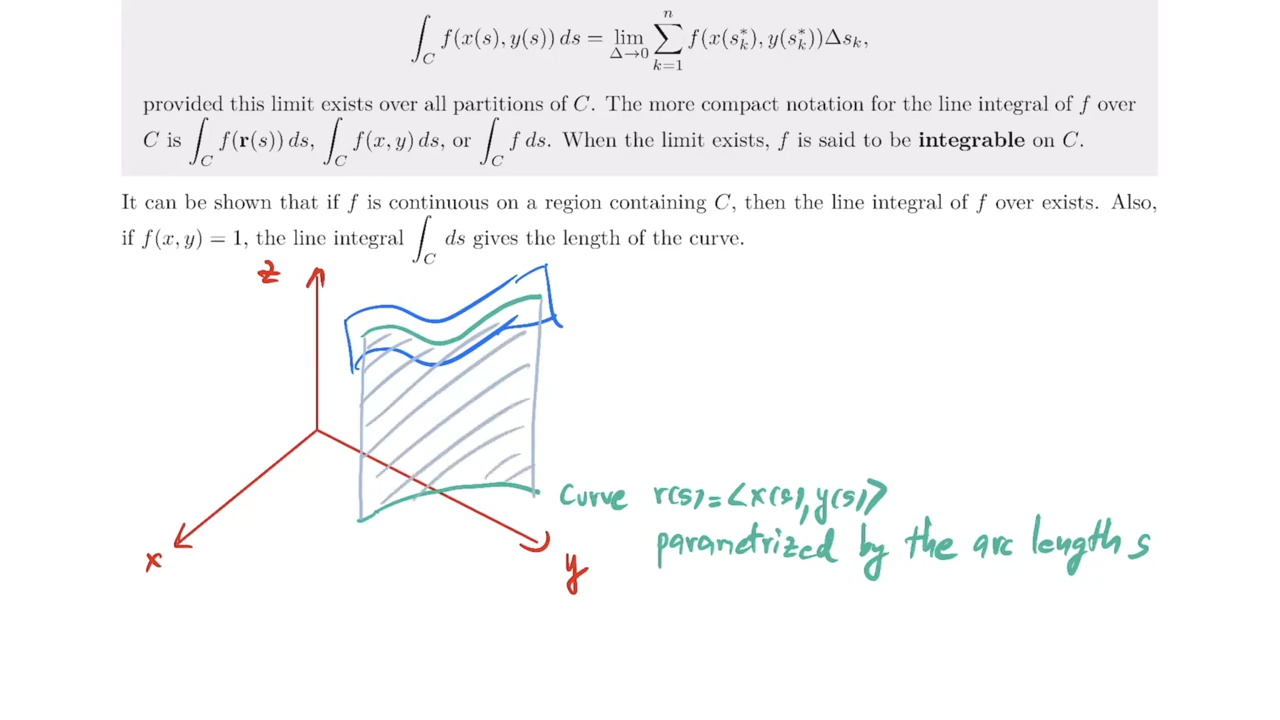 ∫_C f(x(s), y(s)) ds = lim_{Δ→0} ∑_{k=1}^{n} f(x(s_k^*), y(s_k^*))Δs_k,
provided this limit exists over all partitions of C. The more compact notation for the line integral of f over
C is ∫_C f(r(s)) ds, ∫_C f(x, y) ds, or ∫_C f ds. When the limit exists, f is said to be integrable on C.
It can be shown that if f is continuous on a region containing C, then the line integral of f over exists. Also,
if f(x, y) = 1, the line integral ∫_C ds gives the length of the curve.
z
Curve r(s) = <x(s), y(s)>
parametrized by the arc length s
x
y